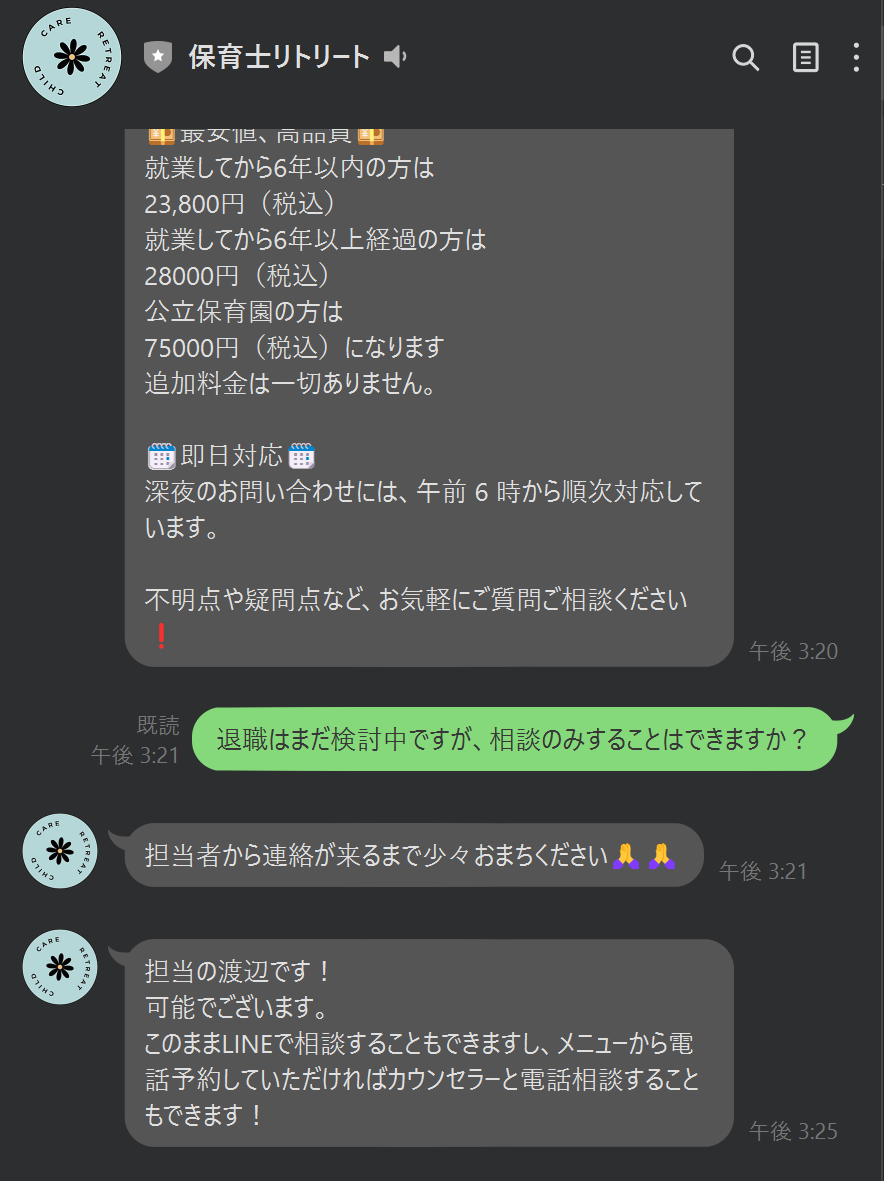 CARE RETREAT CHILD
保育士リトリート
最安値、高品質
就業してから6年以内の方は
23,800円（税込）
就業してから6年以上経過の方は
28000円（税込）
公立保育園の方は
75000円（税込）になります
追加料金は一切ありません。
即日対応
深夜のお問い合わせには、午前 6 時から順次対応して
います。
不明点や疑問点など、お気軽にご質問ご相談ください
❗
午後 3:20
既読
午後 3:21
退職はまだ検討中ですが、相談のみすることはできますか？
CARE RETREAT CHILD
担当者から連絡が来るまで少々おまちください🙏🙏
午後 3:21
CARE RETREAT CHILD
担当の渡辺です！
可能でございます。
このままLINEで相談することもできますし、メニューから電
話予約していただければカウンセラーと電話相談すること
もできます！
午後 3:25